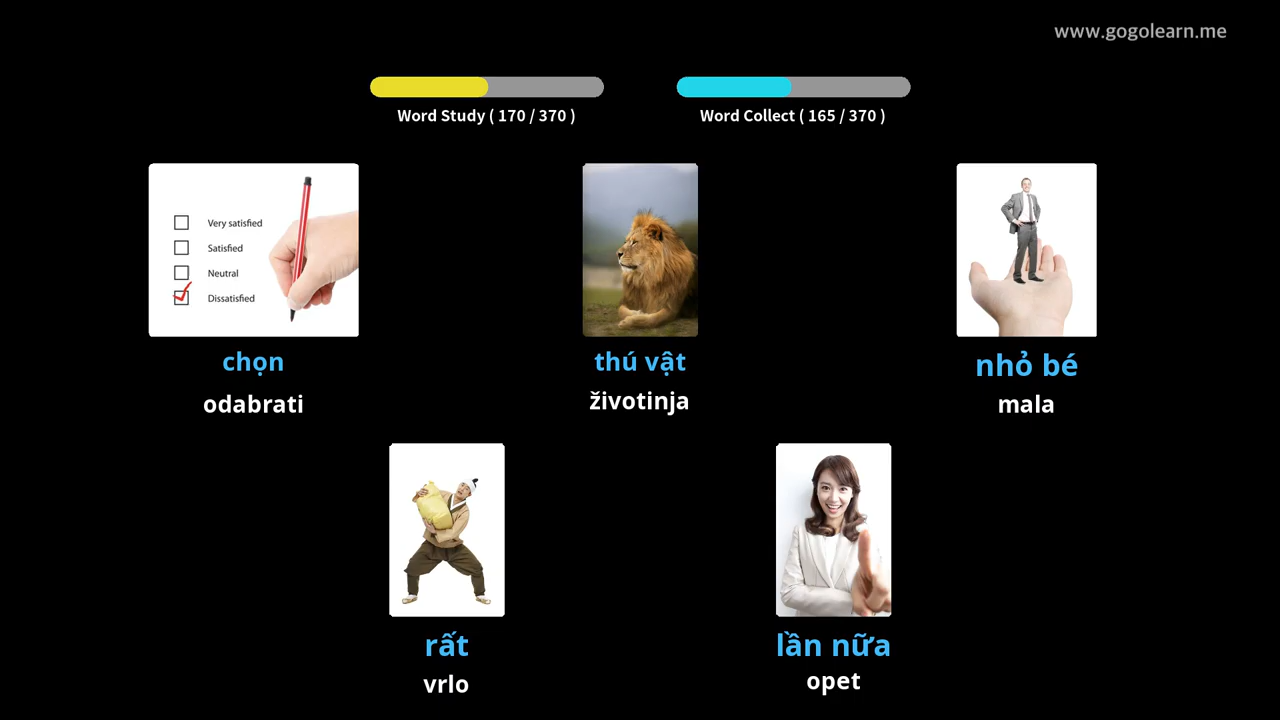 www.gogolearn.me
Word Study ( 170 / 370 )
Word Collect ( 165 / 370 )
Very satisfied
Satisfied
Neutral
Dissatisfied
chọn
odabrati
thú vật
životinja
nhỏ bé
mala
rất
vrlo
lần nữa
opet